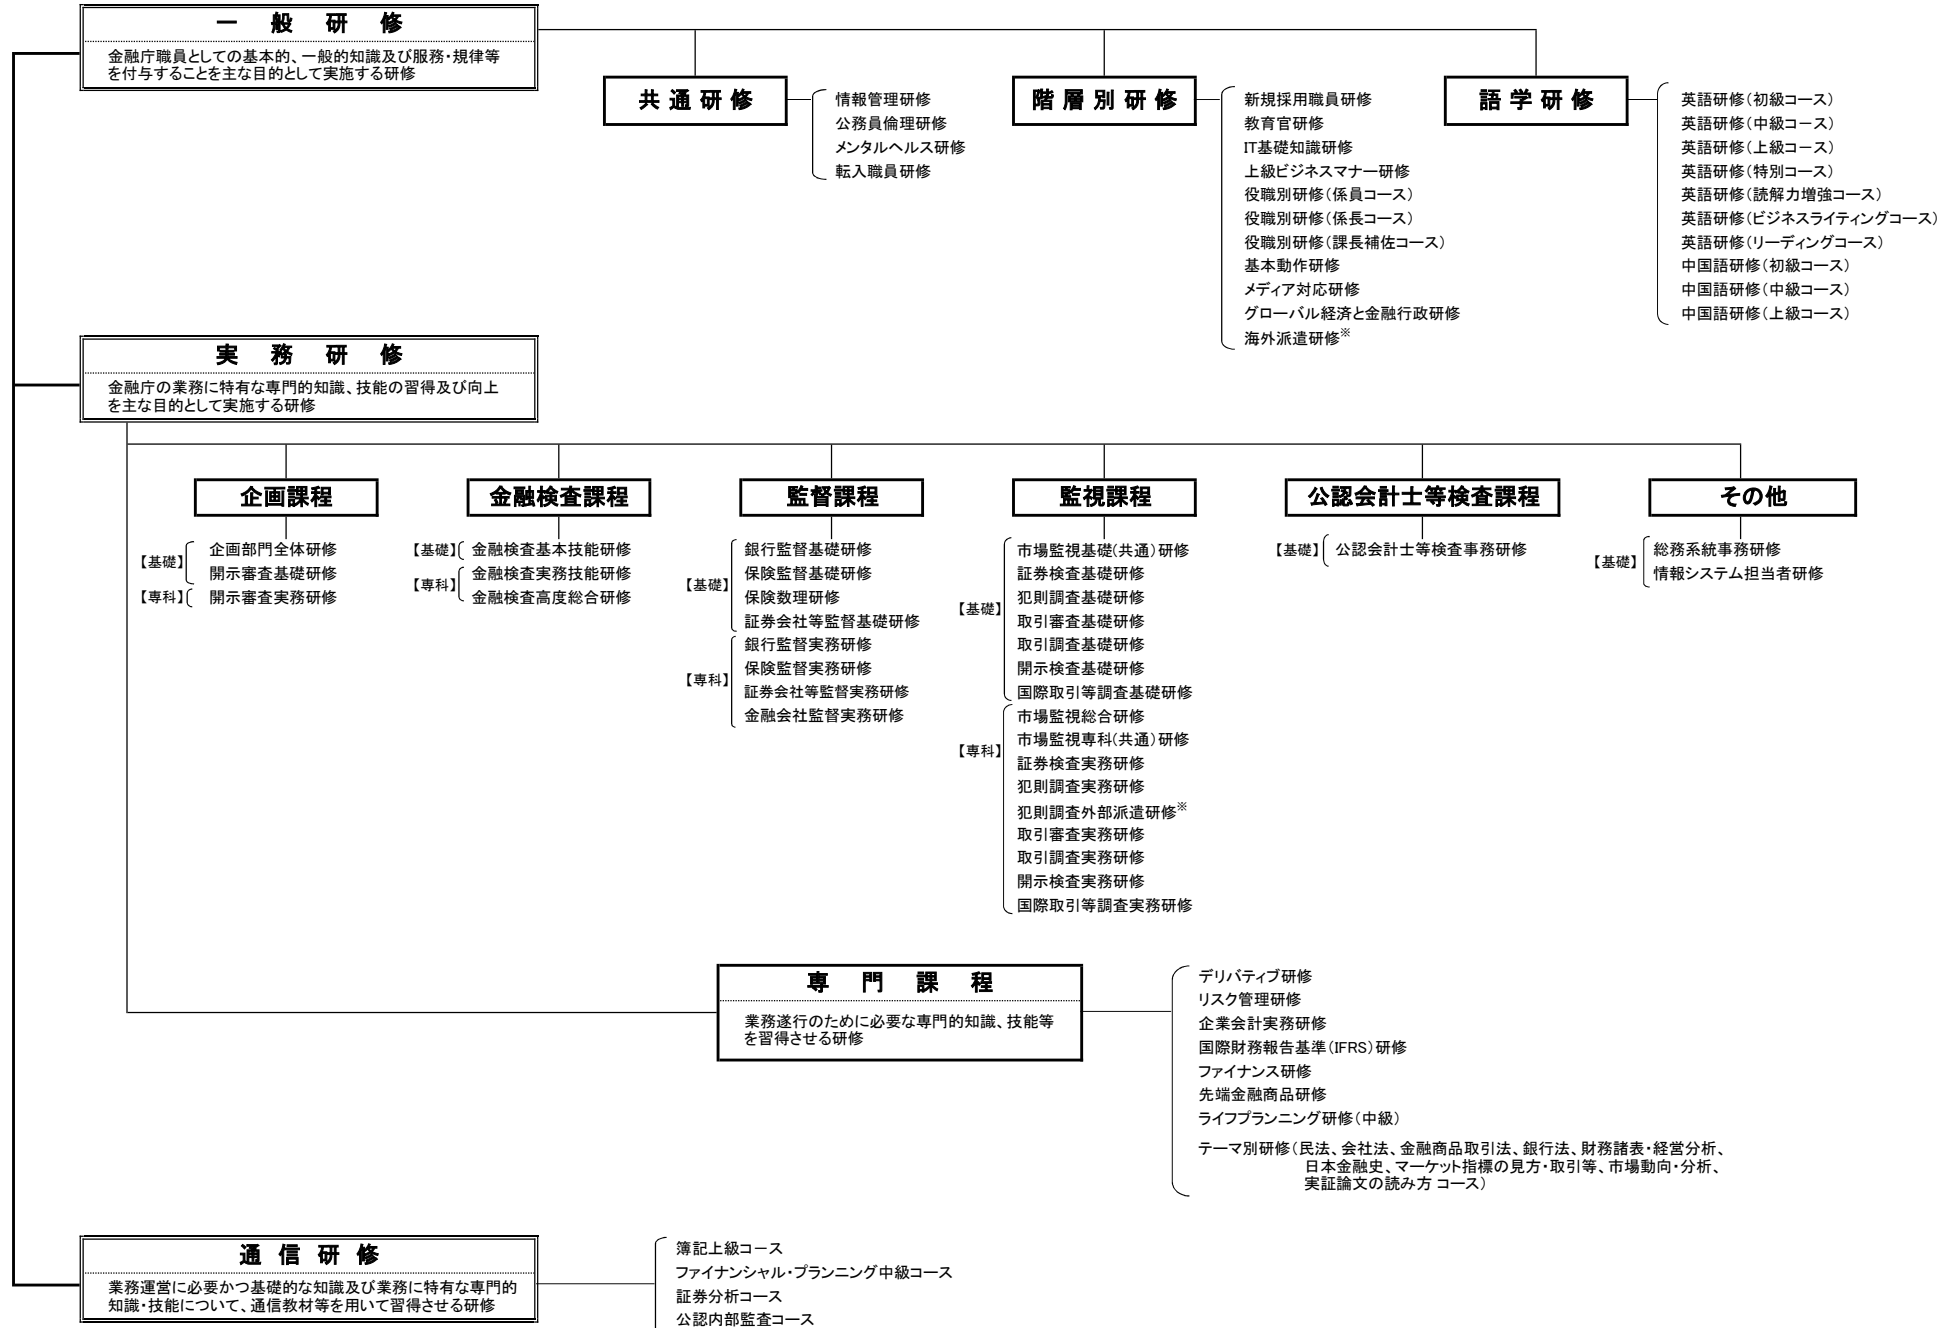 一般研修
金融庁職員としての基本的、一般的知識及び服務・規律等
を付与することを主な目的として実施する研修
共通研修
情報管理研修
公務員倫理研修
メンタルヘルス研修
転入職員研修
階層別研修
新規採用職員研修
教育官研修
IT基礎知識研修
上級ビジネスマナー研修
役職別研修(係員コース)
役職別研修(係長コース)
役職別研修(課長補佐コース)
基本動作研修
メディア対応研修
グローバル経済と金融行政研修
海外派遣研修※
語学研修
英語研修(初級コース)
英語研修(中級コース)
英語研修(上級コース)
英語研修(特別コース)
英語研修(読解力増強コース)
英語研修(ビジネスライティングコース)
英語研修(リーディングコース)
中国語研修(初級コース)
中国語研修(中級コース)
中国語研修(上級コース)
実務研修
金融庁の業務に特有な専門的知識、技能の習得及び向上
を主な目的として実施する研修
企画課程
【基礎】
企画部門全体研修
開示審査基礎研修
【専科】
開示審査実務研修
金融検査課程
【基礎】
金融検査基本技能研修
【専科】
金融検査実務技能研修
金融検査高度総合研修
監督課程
【基礎】
銀行監督基礎研修
保険監督基礎研修
保険数理研修
証券会社等監督基礎研修
【専科】
銀行監督実務研修
保険監督実務研修
証券会社等監督実務研修
金融会社監督実務研修
監視課程
【基礎】
市場監視基礎(共通)研修
証券検査基礎研修
犯則調査基礎研修
取引審査基礎研修
取引調査基礎研修
開示検査基礎研修
国際取引等調査基礎研修
【専科】
市場監視総合研修
市場監視専科(共通)研修
証券検査実務研修
犯則調査実務研修
犯則調査外部派遣研修※
取引審査実務研修
取引調査実務研修
開示検査実務研修
国際取引等調査実務研修
公認会計士等検査課程
【基礎】
公認会計士等検査事務研修
その他
【基礎】
総務系統事務研修
情報システム担当者研修
専門課程
業務遂行のために必要な専門的知識、技能等
を習得させる研修
デリバティブ研修
リスク管理研修
企業会計実務研修
国際財務報告基準(IFRS)研修
ファイナンス研修
先端金融商品研修
ライフプランニング研修(中級)
テーマ別研修(民法、会社法、金融商品取引法、銀行法、財務諸表・経営分析、
日本金融史、マーケット指標の見方・取引等、市場動向・分析、
実証論文の読み方 コース)
通信研修
業務運営に必要かつ基礎的な知識及び業務に特有な専門的
知識・技能について、通信教材等を用いて習得させる研修
簿記上級コース
ファイナンシャル・プランニング中級コース
証券分析コース
公認内部監査コース